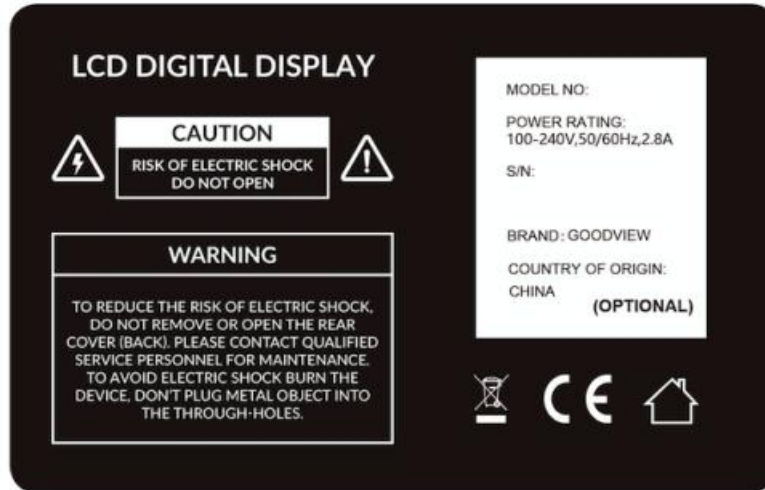 LCD DIGITAL DISPLAY
CAUTION
RISK OF ELECTRIC SHOCK
DO NOT OPEN
WARNING
TO REDUCE THE RISK OF ELECTRIC SHOCK,
DO NOT REMOVE OR OPEN THE REAR
COVER (BACK). PLEASE CONTACT QUALIFIED
SERVICE PERSONNEL FOR MAINTENANCE.
TO AVOID ELECTRIC SHOCK BURN THE
DEVICE, DON'T PLUG METAL OBJECT INTO
THE THROUGH-HOLES.
MODEL NO:
POWER RATING:
100-240V,50/60Hz,2.8A
S/N:
BRAND: GOODVIEW
COUNTRY OF ORIGIN:
CHINA
(OPTIONAL)
CE